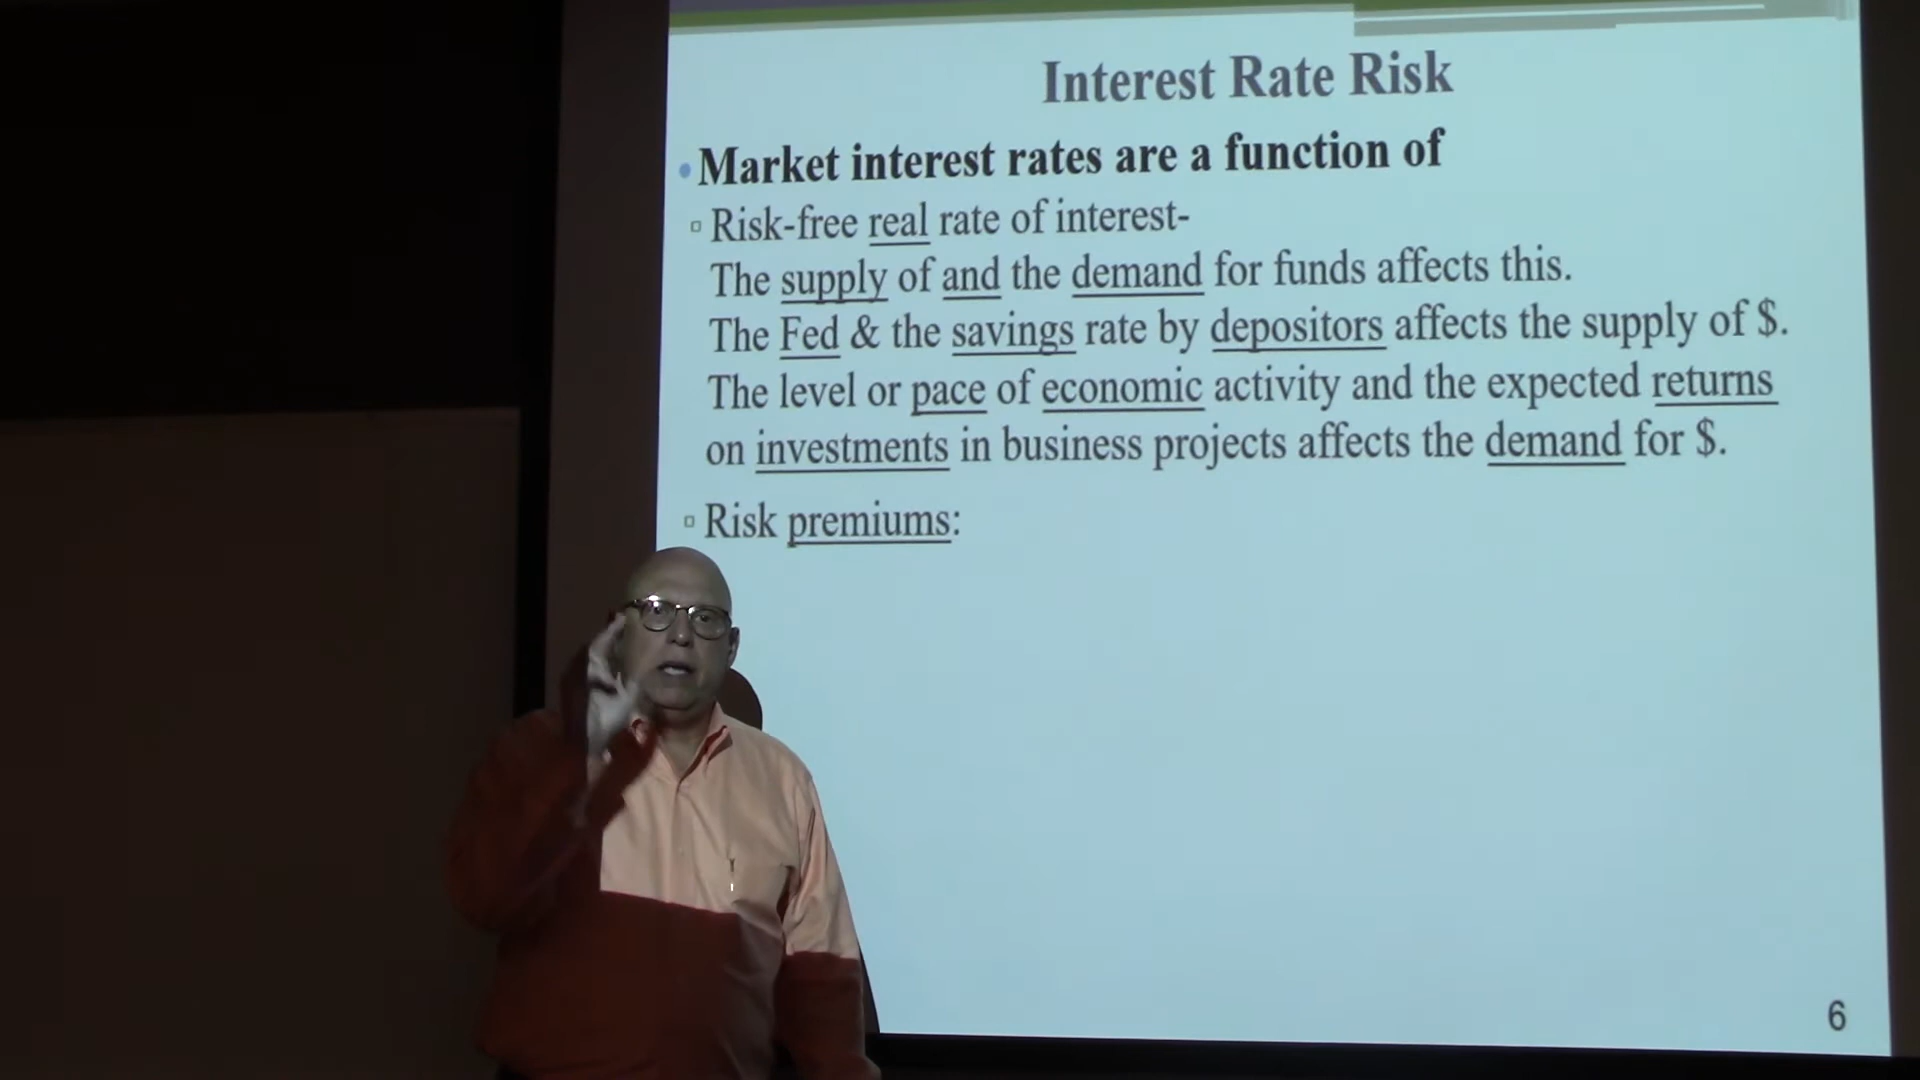 Interest Rate Risk
•Market interest rates are a function of
▫ Risk-free real rate of interest-
The supply of and the demand for funds affects this.
The Fed & the savings rate by depositors affects the supply of $.
The level or pace of economic activity and the expected returns
on investments in business projects affects the demand for $.
▫ Risk premiums:
6